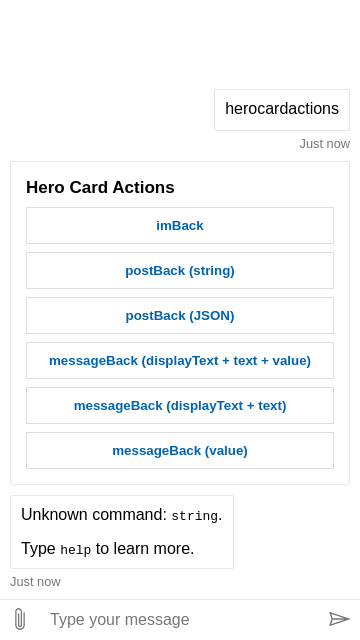 herocardactions
Just now
Hero Card Actions
imBack
postBack (string)
postBack (JSON)
messageBack (displayText + text + value)
messageBack (displayText + text)
messageBack (value)
Unknown command: string.
Type help to learn more.
Just now
Type your message